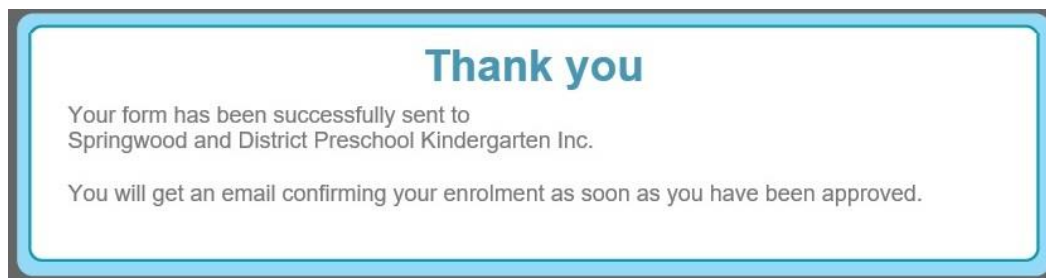 Thank you
Your form has been successfully sent to
Springwood and District Preschool Kindergarten Inc.
You will get an email confirming your enrolment as soon as you have been approved.